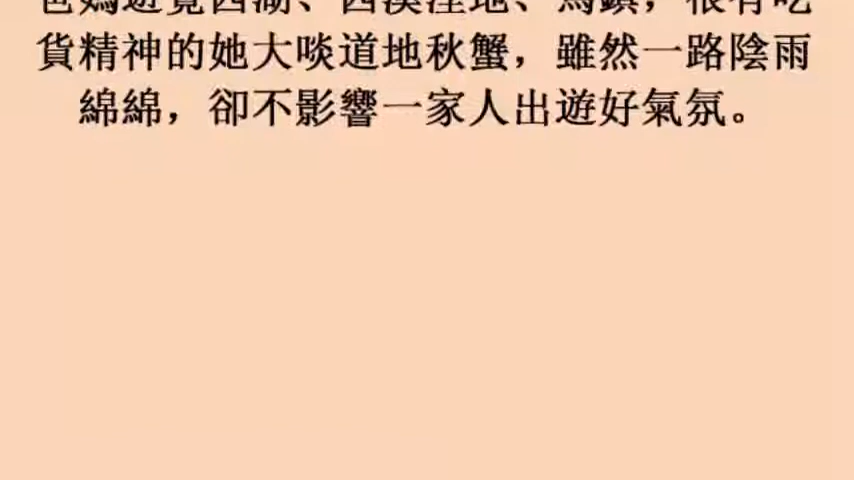 爸媽遊覽西湖、西溪溼地、烏鎮，很有吃
貨精神的她大啖道地秋蟹，雖然一路陰雨
綿綿，卻不影響一家人出遊好氣氛。